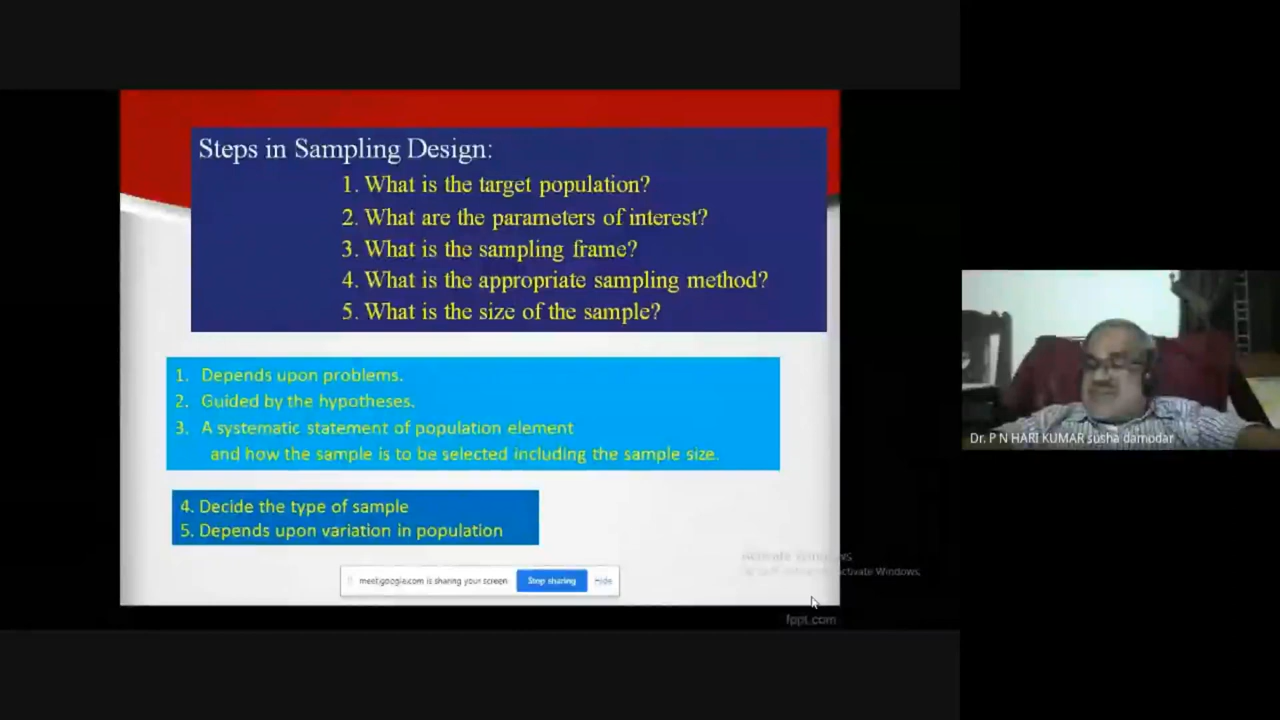 Steps in Sampling Design:
1. What is the target population?
2. What are the parameters of interest?
3. What is the sampling frame?
4. What is the appropriate sampling method?
5. What is the size of the sample?
1. Depends upon problems.
2. Guided by the hypotheses.
3. A systematic statement of population element
and how the sample is to be selected including the sample size.
4. Decide the type of sample
5. Depends upon variation in population
meet.google.com is sharing your screen
Stop sharing
Hide
Activate Windows
activate Windows.
fppt.com
Dr. P N HARI KUMAR susha damodar